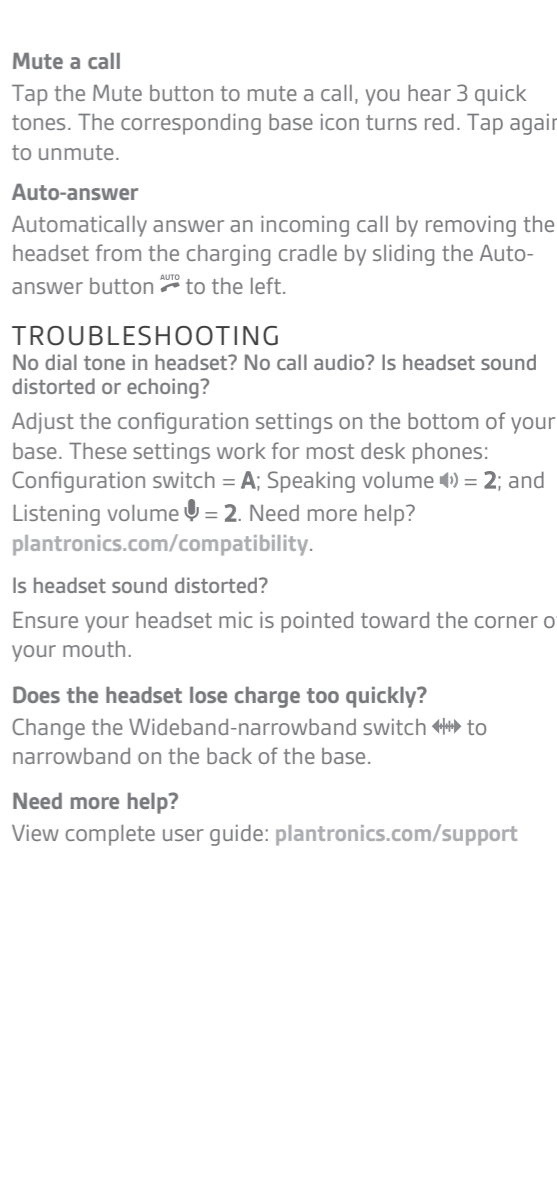 Mute a call
Tap the Mute button to mute a call, you hear 3 quick
tones. The corresponding base icon turns red. Tap again
to unmute.
Auto-answer
Automatically answer an incoming call by removing the
headset from the charging cradle by sliding the Auto-
answer button AUTO to the left.
TROUBLESHOOTING
No dial tone in headset? No call audio? Is headset sound
distorted or echoing?
Adjust the configuration settings on the bottom of your
base. These settings work for most desk phones:
Configuration switch = A; Speaking volume = 2; and
Listening volume = 2. Need more help?
plantronics.com/compatibility.
Is headset sound distorted?
Ensure your headset mic is pointed toward the corner of
your mouth.
Does the headset lose charge too quickly?
Change the Wideband-narrowband switch to
narrowband on the back of the base.
Need more help?
View complete user guide: plantronics.com/support